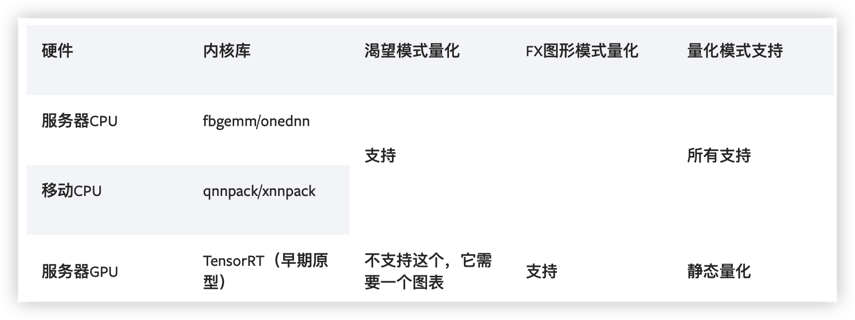 硬件 内核库 渴望模式量化 FX图形模式量化 量化模式支持
服务器CPU fbgemm/onednn
支持 所有支持
移动CPU qnnpack/xnnpack
服务器GPU TensorRT（早期原型） 不支持这个，它需要一个图表 支持 静态量化